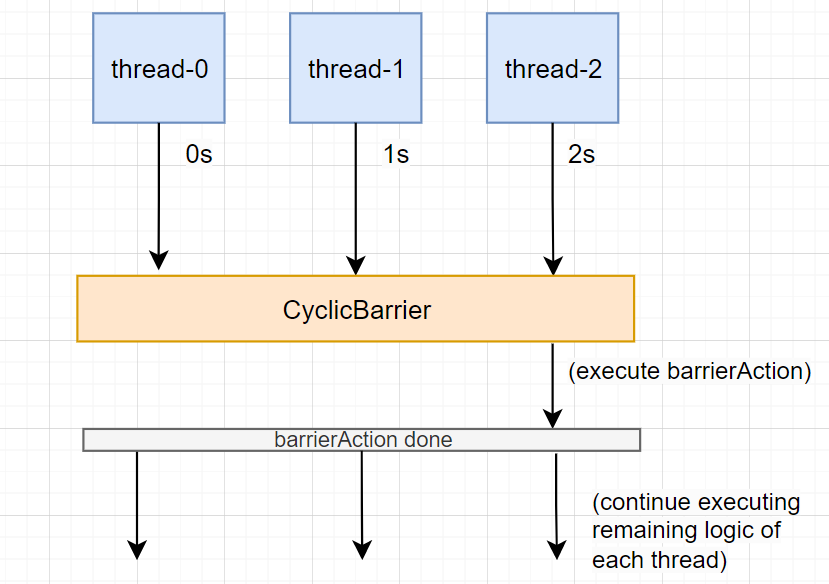 thread-0
thread-1
thread-2
0s
1s
2s
CyclicBarrier
(execute barrierAction)
barrierAction done
(continue executing
remaining logic of
each thread)